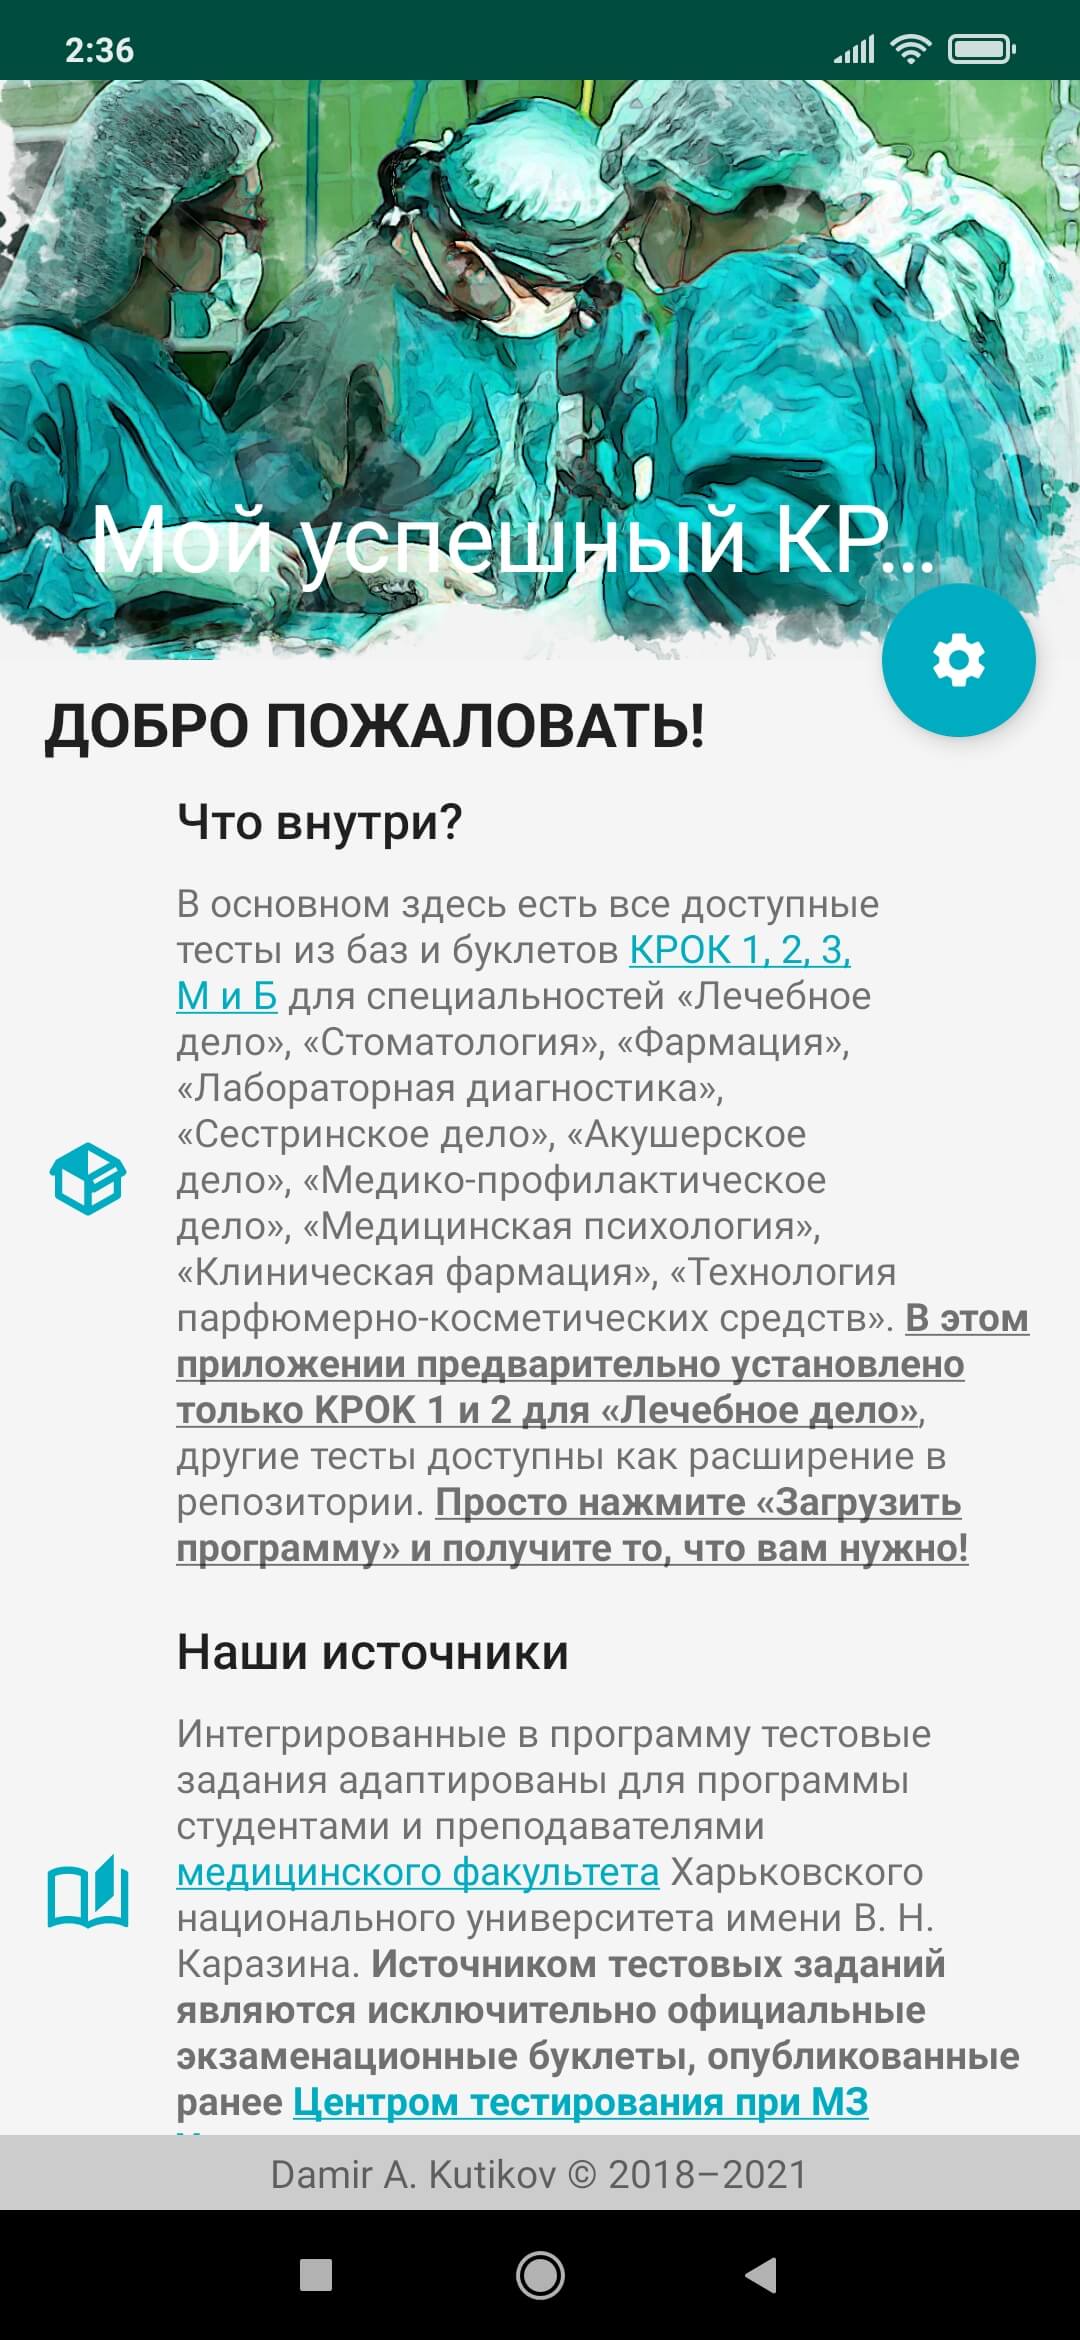 2:36
Мой успешный КР...
ДОБРО ПОЖАЛОВАТЬ!
Что внутри?
В основном здесь есть все доступные
тесты из баз и буклетов КРОК 1, 2, 3,
М и Б для специальностей «Лечебное
дело», «Стоматология», «Фармация»,
«Лабораторная диагностика»,
«Сестринское дело», «Акушерское
дело», «Медико-профилактическое
дело», «Медицинская психология»,
«Клиническая фармация», «Технология
парфюмерно-косметических средств». В этом
приложении предварительно установлено
только КРОК 1 и 2 для «Лечебное дело»,
другие тесты доступны как расширение в
репозитории. Просто нажмите «Загрузить
программу» и получите то, что вам нужно!
Наши источники
Интегрированные в программу тестовые
задания адаптированы для программы
студентами и преподавателями
медицинского факультета Харьковского
национального университета имени В. Н.
Каразина. Источником тестовых заданий
являются исключительно официальные
экзаменационные буклеты, опубликованные
ранее Центром тестирования при МЗ
Damir A. Kutikov © 2018–2021